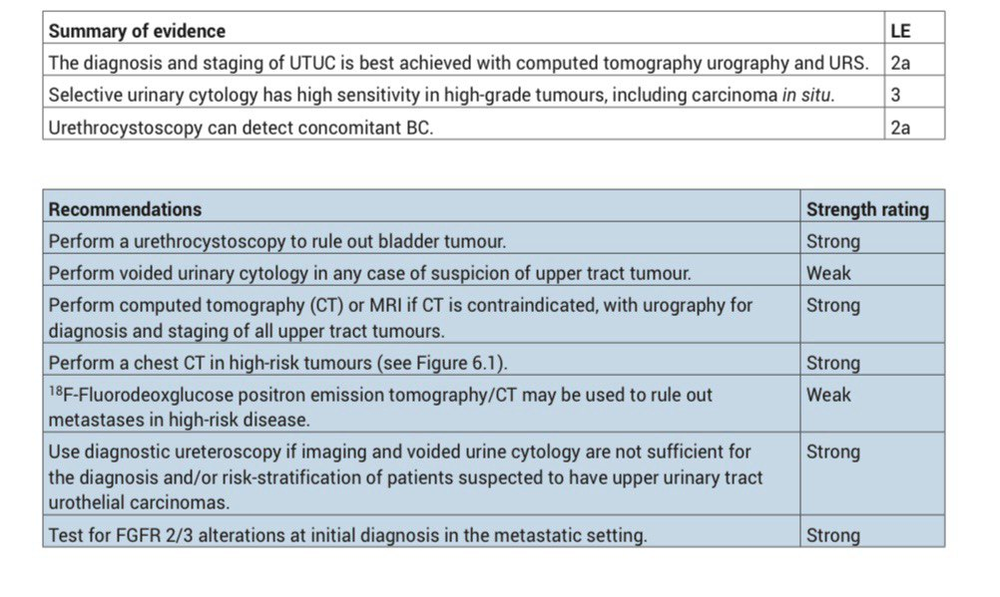 Summary of evidence LE
The diagnosis and staging of UTUC is best achieved with computed tomography urography and URS. 2a
Selective urinary cytology has high sensitivity in high-grade tumours, including carcinoma in situ. 3
Urethrocystoscopy can detect concomitant BC. 2a
Recommendations Strength rating
Perform a urethrocystoscopy to rule out bladder tumour. Strong
Perform voided urinary cytology in any case of suspicion of upper tract tumour. Weak
Perform computed tomography (CT) or MRI if CT is contraindicated, with urography for Strong
diagnosis and staging of all upper tract tumours.
Perform a chest CT in high-risk tumours (see Figure 6.1). Strong
¹⁸F-Fluorodeoxglucose positron emission tomography/CT may be used to rule out Weak
metastases in high-risk disease.
Use diagnostic ureteroscopy if imaging and voided urine cytology are not sufficient for Strong
the diagnosis and/or risk-stratification of patients suspected to have upper urinary tract
urothelial carcinomas.
Test for FGFR 2/3 alterations at initial diagnosis in the metastatic setting. Strong